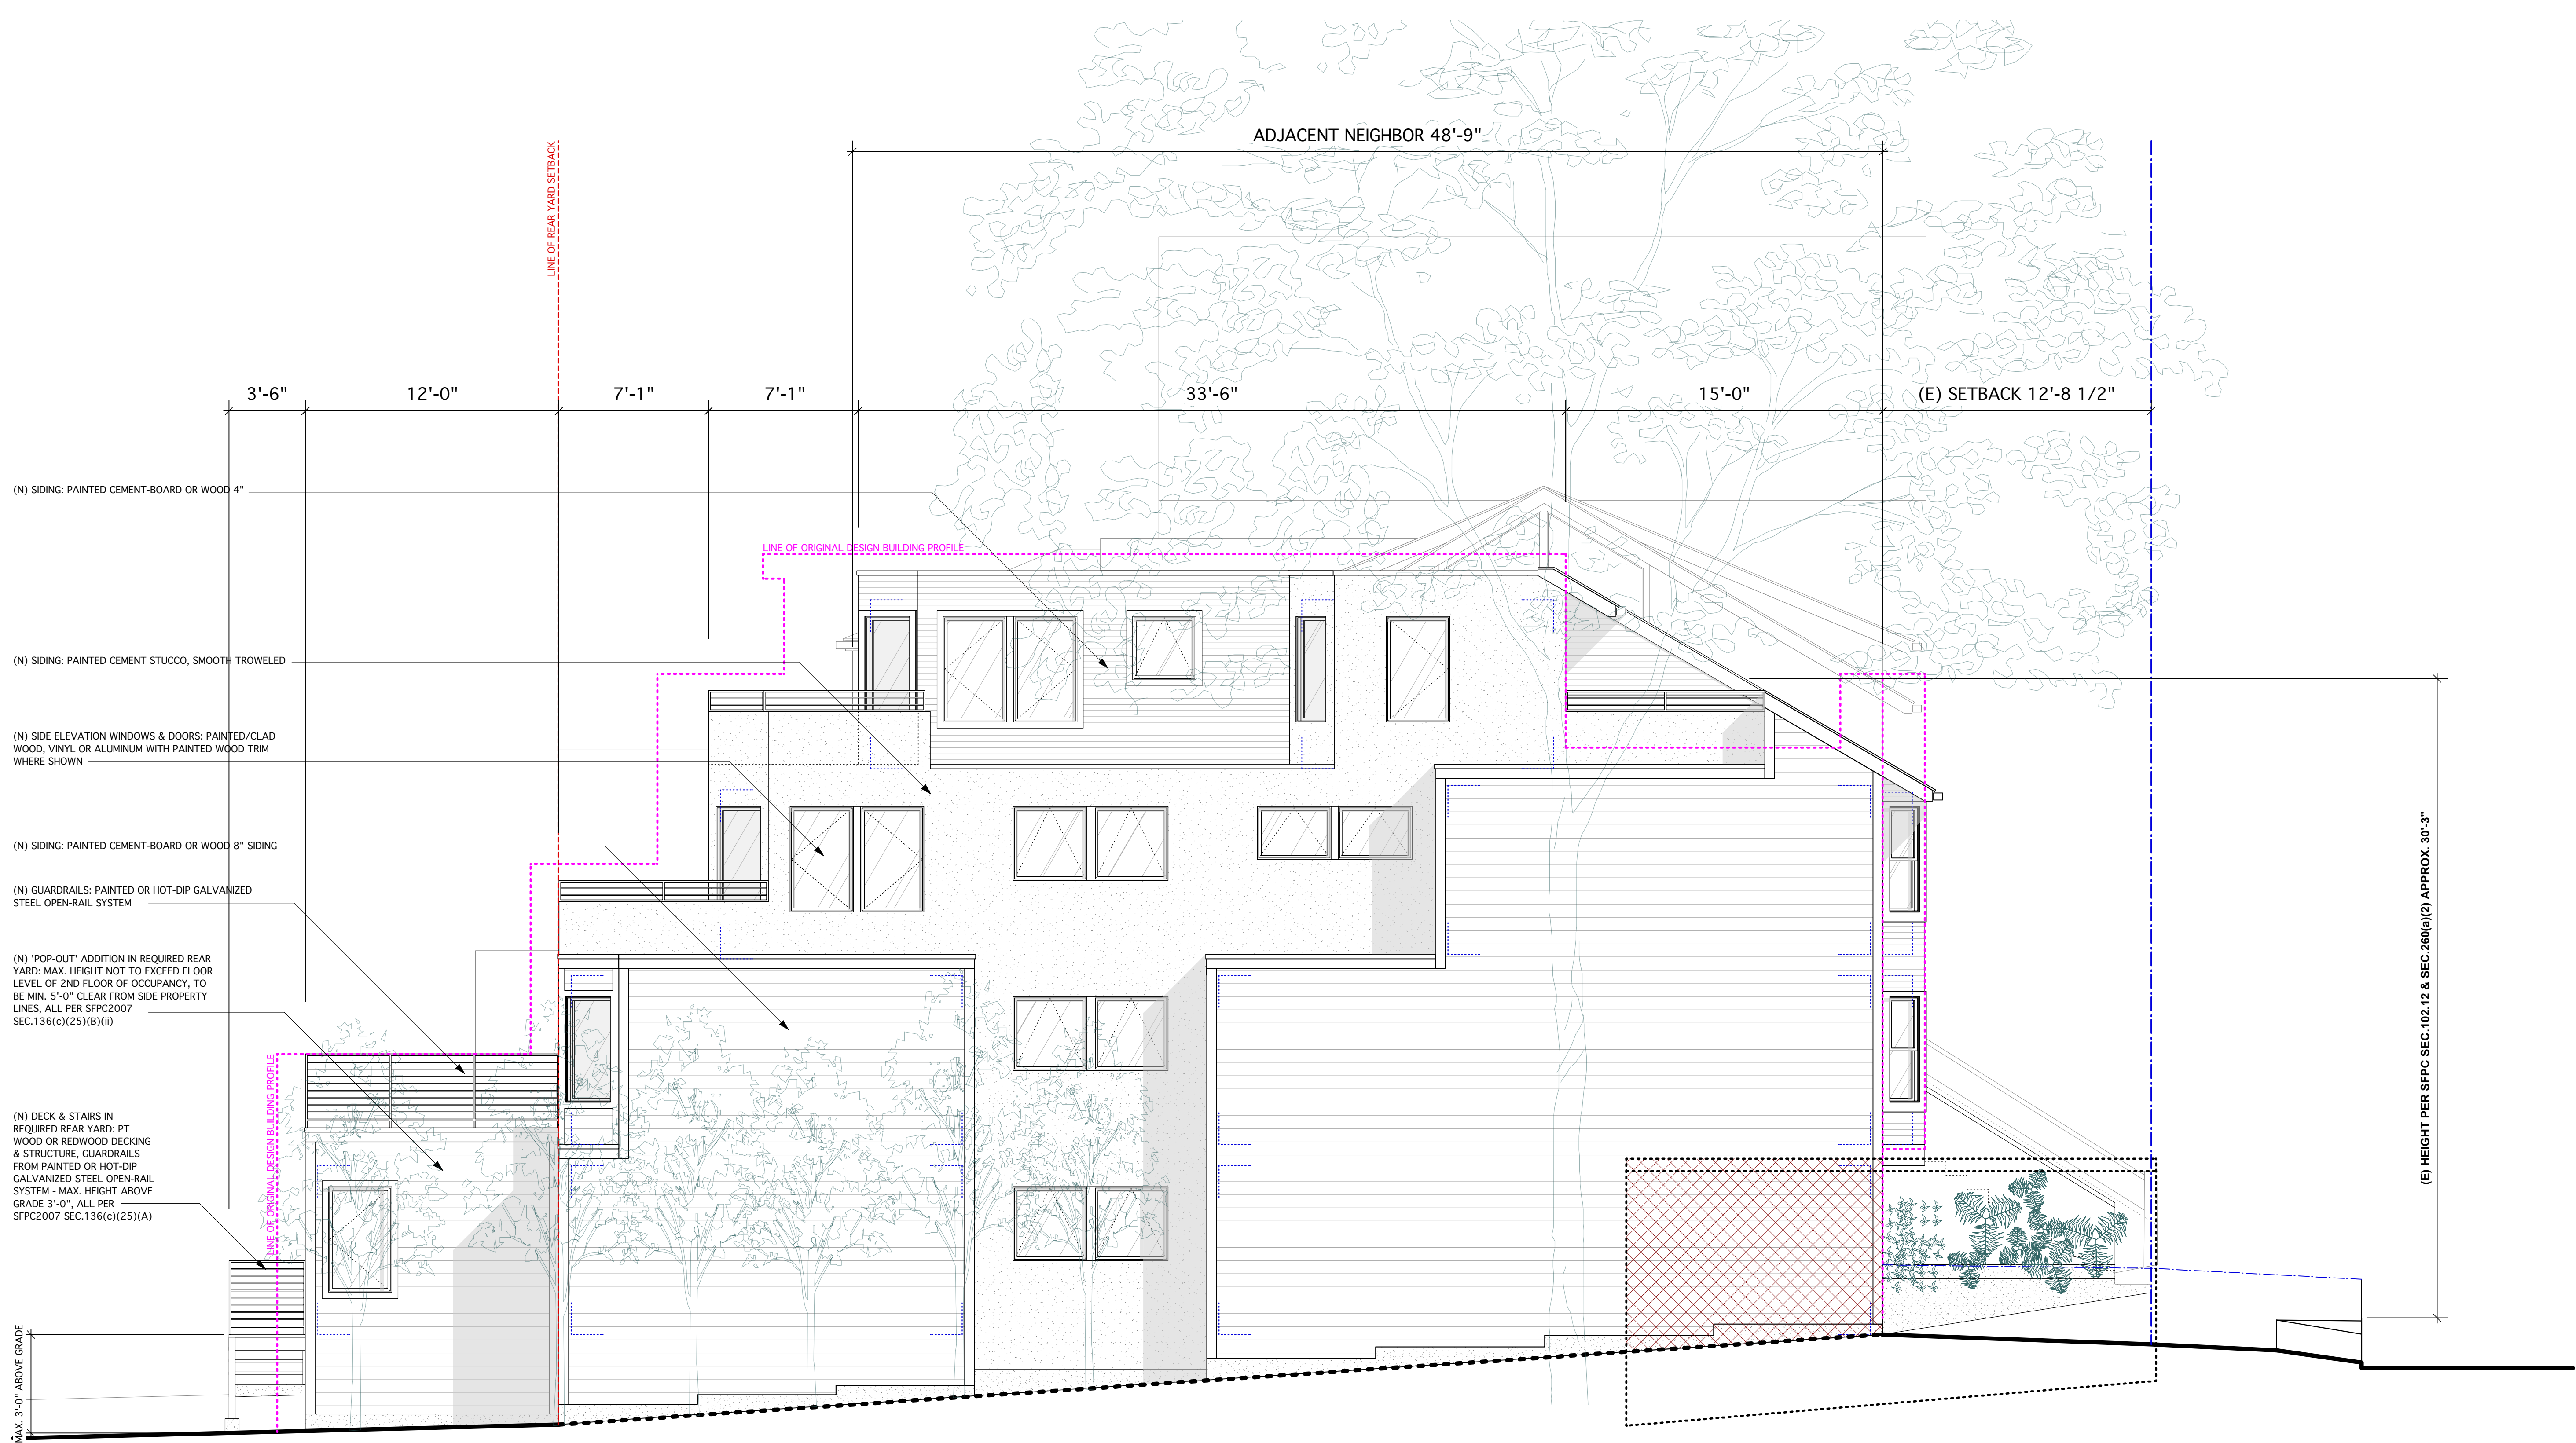 ADJACENT NEIGHBOR 48'-9"
LINE OF REAR YARD SETBACK
3'-6"
12'-0"
7'-1"
7'-1"
33'-6"
15'-0"
(E) SETBACK 12'-8 1/2"
(N) SIDING: PAINTED CEMENT-BOARD OR WOOD 4"
LINE OF ORIGINAL DESIGN BUILDING PROFILE
(N) SIDING: PAINTED CEMENT STUCCO, SMOOTH TROWELED
(N) SIDE ELEVATION WINDOWS & DOORS: PAINTED/CLAD
WOOD, VINYL OR ALUMINUM WITH PAINTED WOOD TRIM
WHERE SHOWN
(N) SIDING: PAINTED CEMENT-BOARD OR WOOD 8" SIDING
(N) GUARDRAILS: PAINTED OR HOT-DIP GALVANIZED
STEEL OPEN-RAIL SYSTEM
(N) 'POP-OUT' ADDITION IN REQUIRED REAR
YARD: MAX. HEIGHT NOT TO EXCEED FLOOR
LEVEL OF 2ND FLOOR OF OCCUPANCY, TO
BE MIN. 5'-0" CLEAR FROM SIDE PROPERTY
LINES, ALL PER SFPC2007
SEC.136(c)(25)(B)(ii)
(N) DECK & STAIRS IN
REQUIRED REAR YARD: PT
WOOD OR REDWOOD DECKING
& STRUCTURE, GUARDRAILS
FROM PAINTED OR HOT-DIP
GALVANIZED STEEL OPEN-RAIL
SYSTEM - MAX. HEIGHT ABOVE
GRADE 3'-0", ALL PER
SFPC2007 SEC.136(c)(25)(A)
LINE OF ORIGINAL DESIGN BUILDING PROFILE
MAX. 3'-0" ABOVE GRADE
(E) HEIGHT PER SFPC SEC.102.12 & SEC.260(a)(2) APPROX. 30'-3"